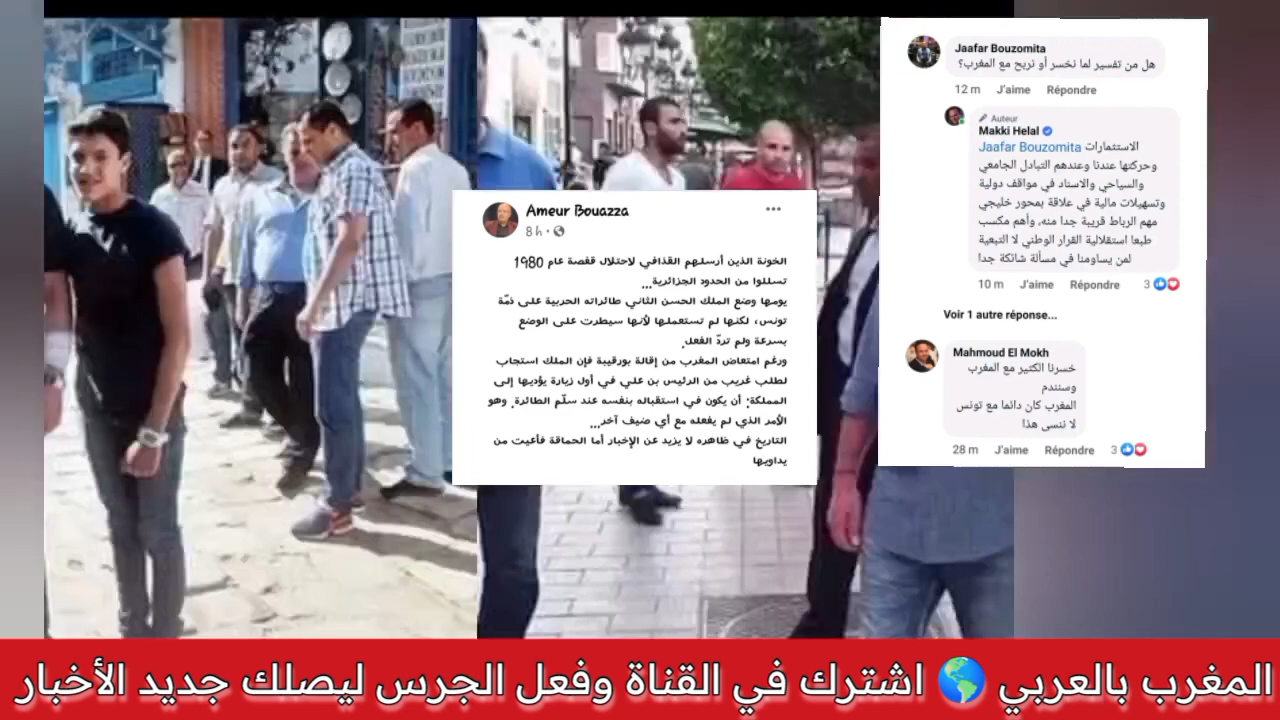 Ameur Bouazza
8 h
الخونة الذين أرسلهم القذافي لاحتلال قفصة عام 1980
تسللوا من الحدود الجزائرية...
يومها وضع الملك الحسن الثاني طائراته الحربية على ذمّة
تونس، لكنها لم تستعملها لأنها سيطرت على الوضع
بسرعة ولم تردّ الفعل.
ورغم امتعاض المغرب من إقالة بورقيبة فإن الملك استجاب
لطلب غريب من الرئيس بن علي في أول زيارة يؤديها إلى
المملكة: أن يكون في استقباله بنفسه عند سلّم الطائرة. وهو
الأمر الذي لم يفعله مع أي ضيف آخر...
التاريخ في ظاهره لا يزيد عن الإخبار أما الحماقة فأعيت من
يداويها
Jaafar Bouzomita
هل من تفسير لما نخسر أو نربح مع المغرب؟
12 m J'aime Répondre
Auteur
Makki Helal
Jaafar Bouzomita الاستثمارات
وحركتها عندنا وعندهم التبادل الجامعي
والسياحي والاسناد في مواقف دولية
وتسهيلات مالية في علاقة بمحور خليجي
مهم الرباط قريبة جدا منه، وأهم مكسب
طبعا استقلالية القرار الوطني لا التبعية
لمن يساومنا في مسألة شائكة جدا
10 m J'aime Répondre 3
Voir 1 autre réponse...
Mahmoud El Mokh
خسرنا الكثير مع المغرب
وسنندم
المغرب كان دائما مع تونس
لا ننسى هذا
28 m J'aime Répondre 3
المغرب بالعربي 🌎 اشترك في القناة وفعل الجرس ليصلك جديد الأخبار